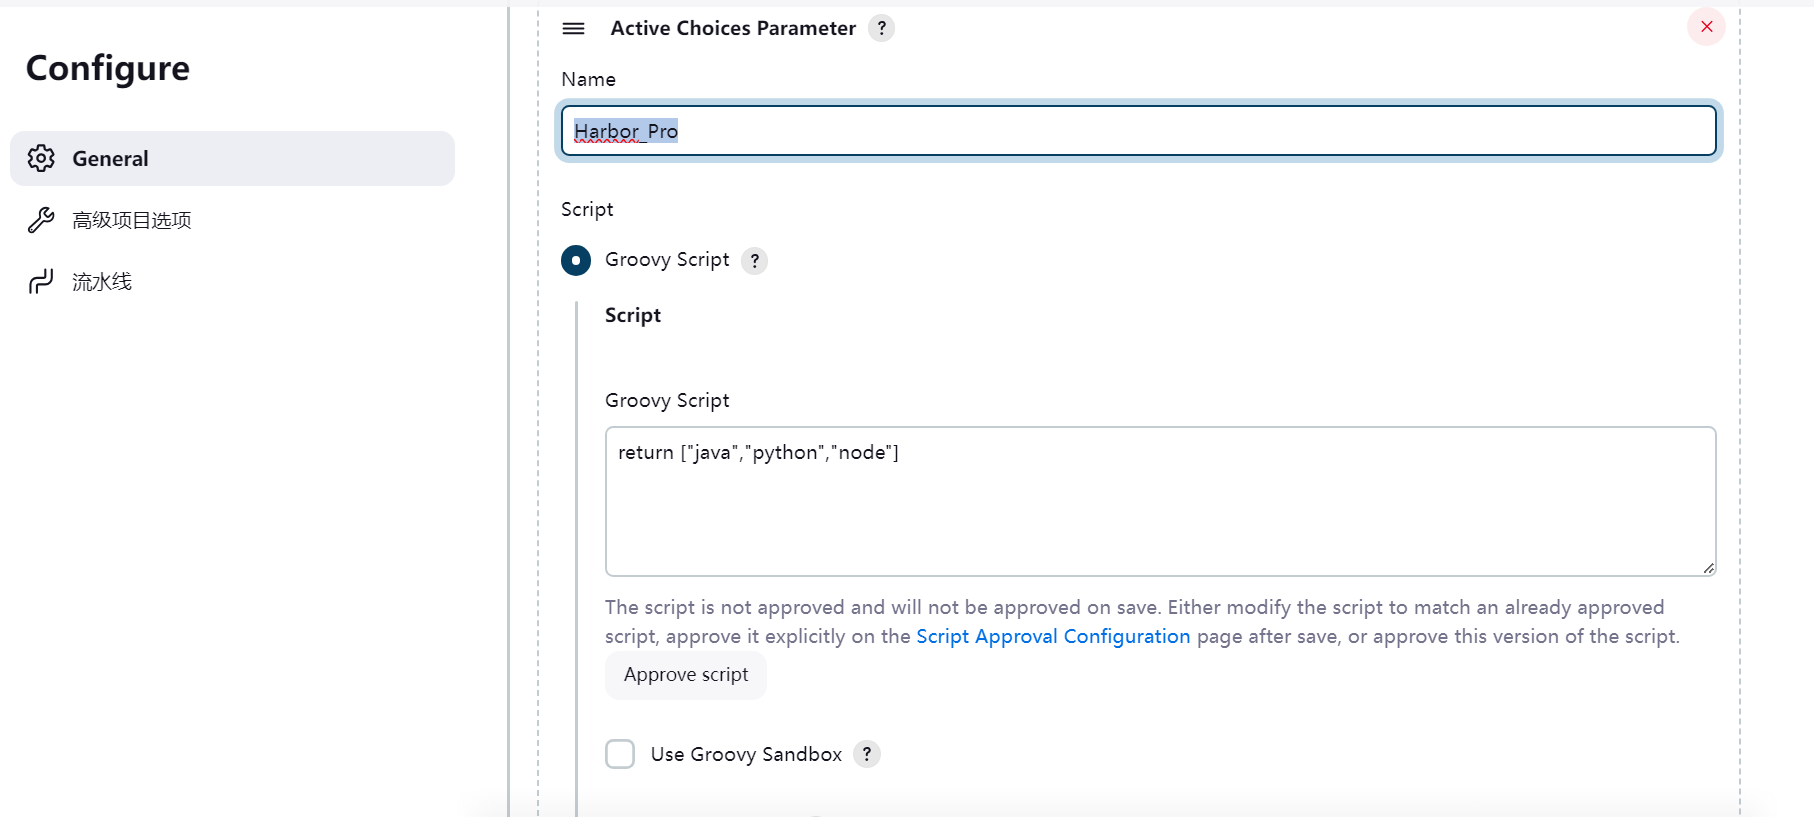 Configure
General
高级项目选项
流水线
Active Choices Parameter ?
Name
Harbor_Pro
Script
Groovy Script ?
Script
Groovy Script
return ["java","python","node"]
The script is not approved and will not be approved on save. Either modify the script to match an already approved
script, approve it explicitly on the Script Approval Configuration page after save, or approve this version of the script.
Approve script
Use Groovy Sandbox ?